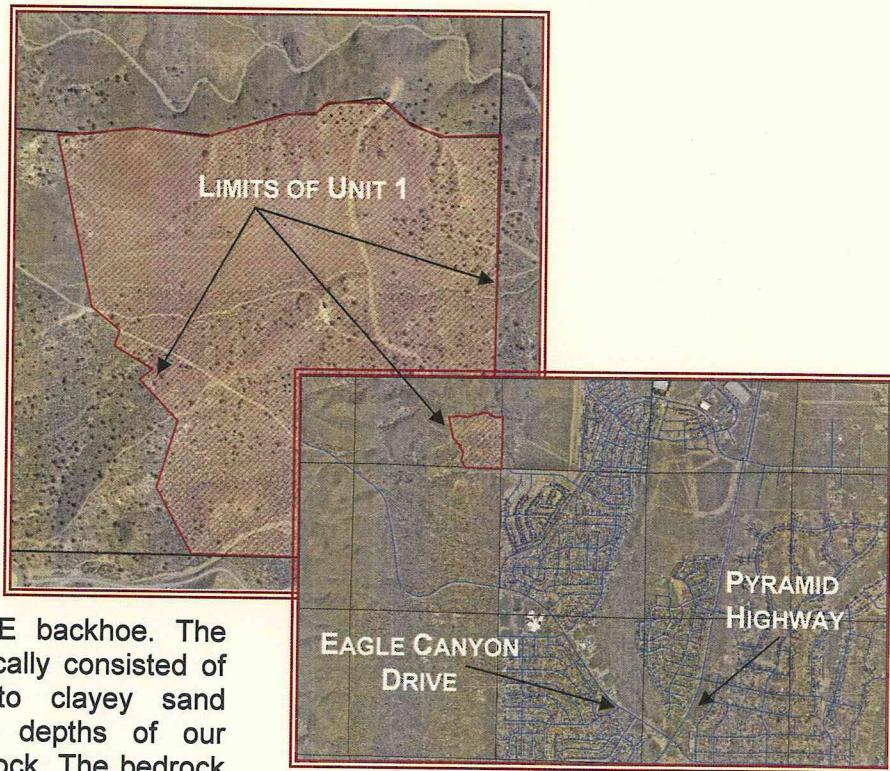 LIMITS OF UNIT 1
PYRAMID
HIGHWAY
EAGLE CANYON
DRIVE
E backhoe. The
cally consisted of
to clayey sand
depths of our
ock. The bedrock